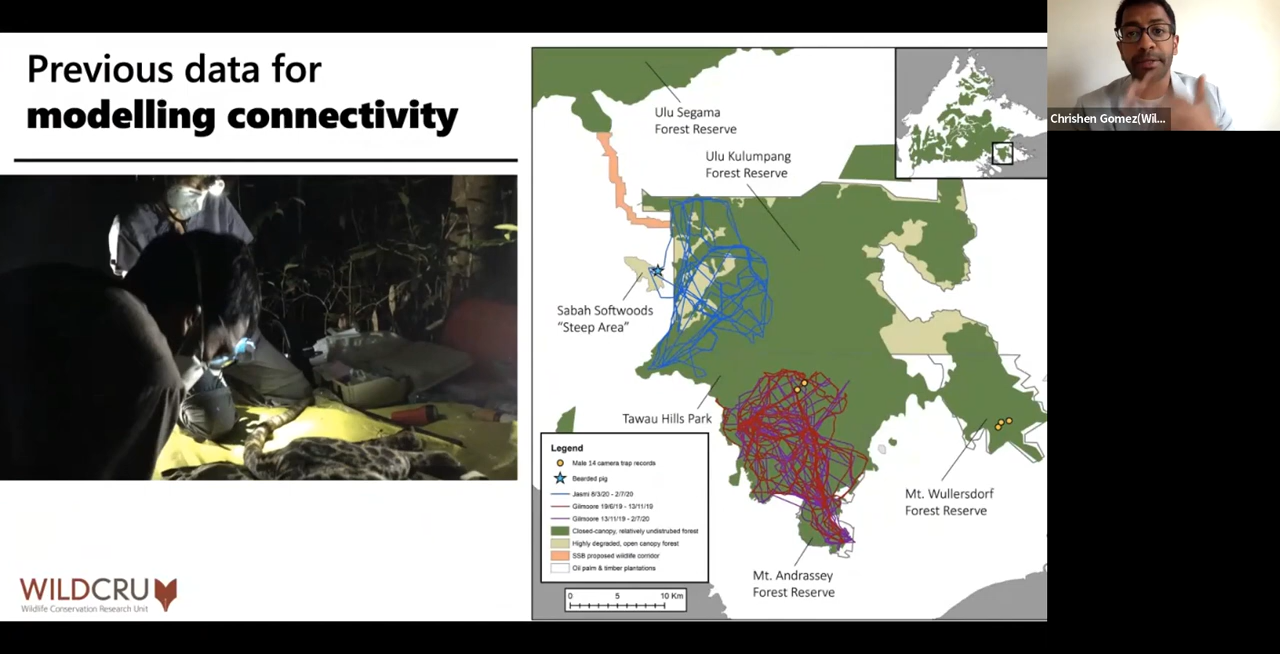 Previous data for
modelling connectivity
WILDCRU
Wildlife Conservation Research Unit
Ulu Segama
Forest Reserve
Ulu Kulumpang
Forest Reserve
Sabah Softwoods
“Steep Area”
Tawau Hills Park
Mt. Wullersdorf
Forest Reserve
Mt. Andrassey
Forest Reserve
Legend
Male 14 camera trap records
Bearded pig
Jasmi 8/3/20 - 2/7/20
Gilmoore 19/6/19 - 13/11/19
Gilmoore 13/11/19 - 2/7/20
Closed-canopy, relatively undistrubed forest
Highly degraded, open canopy forest
SSB proposed wildlife corridor
Oil palm & timber plantations
0 5 10 Km
Chrishen Gomez(Wil...